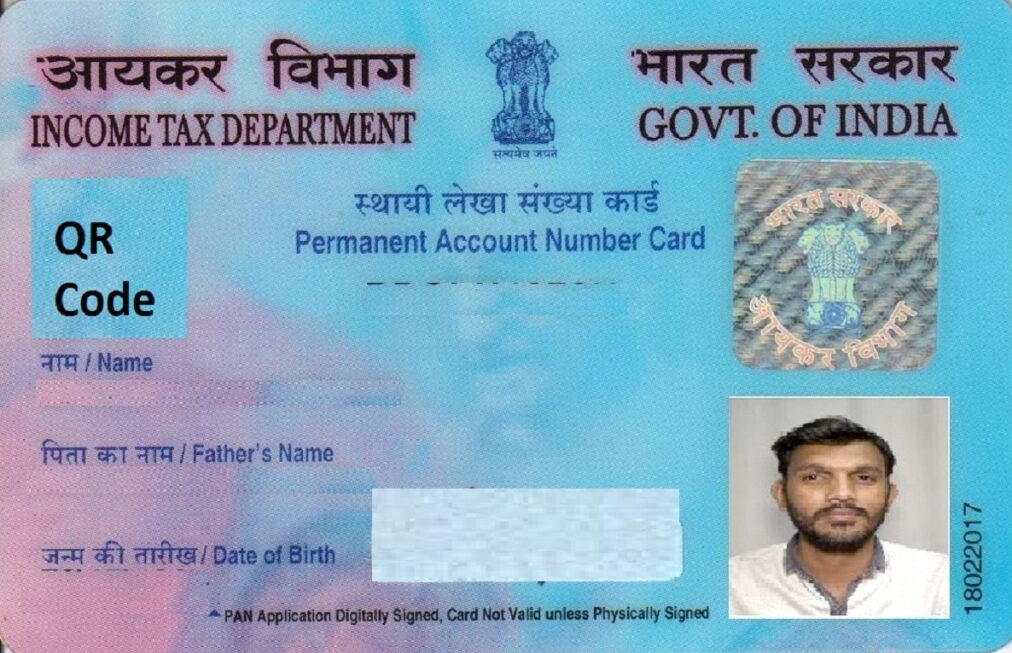 आयकर विभाग
INCOME TAX DEPARTMENT
सत्यमेव जयते
भारत सरकार
GOVT. OF INDIA
स्थायी लेखा संख्या कार्ड
Permanent Account Number Card
QR
Code
भारत सरकार
आयकर विभाग
नाम / Name
पिता का नाम / Father's Name
जन्म की तारीख / Date of Birth
18022017
PAN Application Digitally Signed, Card Not Valid unless Physically Signed